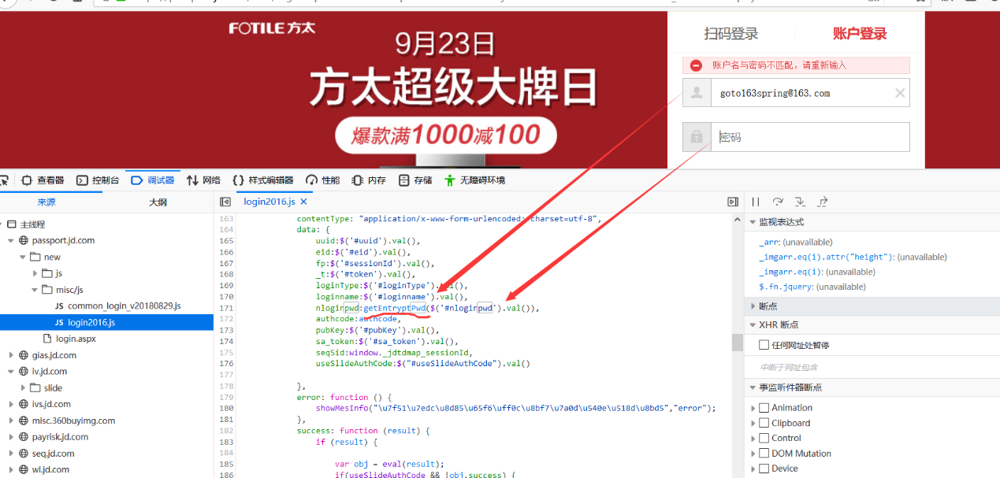 FOTILE 方太
9月23日
方太超级大牌日
爆款满1000减100
扫码登录
账户登录
账户名与密码不匹配，请重新输入
goto163spring@163.com
密码
查看器
控制台
调试器
网络
{} 样式编辑器
性能
内存
存储
无障碍环境
来源
大纲
主线程
passport.jd.com
new
js
misc/js
JS common_login_v20180829.js
JS login2016.js
login.aspx
gias.jd.com
iv.jd.com
slide
ivs.jd.com
misc.360buyimg.com
payrisk.jd.com
seq.jd.com
wl.jd.com
login2016.js
163 contentType: "application/x-www-form-urlencoded; charset=utf-8",
164 data: {
165 uuid:$('#uuid').val(),
166 eid:$('#eid').val(),
167 fp:$('#sessionId').val(),
168 _t:$('#token').val(),
169 loginType:$('#loginType').val(),
170 loginname:$('#loginname').val(),
171 nloginpwd:getEntryptPwd($('#nloginpwd').val()),
172 authcode:authcode,
173 pubKey:$('#pubKey').val(),
174 sa_token:$('#sa_token').val(),
175 seqSid:window._jdtdmap_sessionId,
176 useSlideAuthCode:$("#useSlideAuthCode").val()
177
178 },
179 error: function () {
180 showMesInfo("\u7f51\u7edc\u8d85\u65f6\uff0c\u8bf7\u7a0d\u540e\u518d\u8bd5","error");
181 },
182 success: function (result) {
183 if (result) {
184
185 var obj = eval(result);
186 if(useSlideAuthCode && !obj.success) {
监视表达式
_arr: (unavailable)
_imgarr.eq(i).attr("height"): (unavailable)
_imgarr.eq(i): (unavailable)
$.fn.jquery: (unavailable)
断点
XHR 断点
任何网址处暂停
中断于网址包含
事监听件器断点
Animation
Clipboard
Control
DOM Mutation
Device